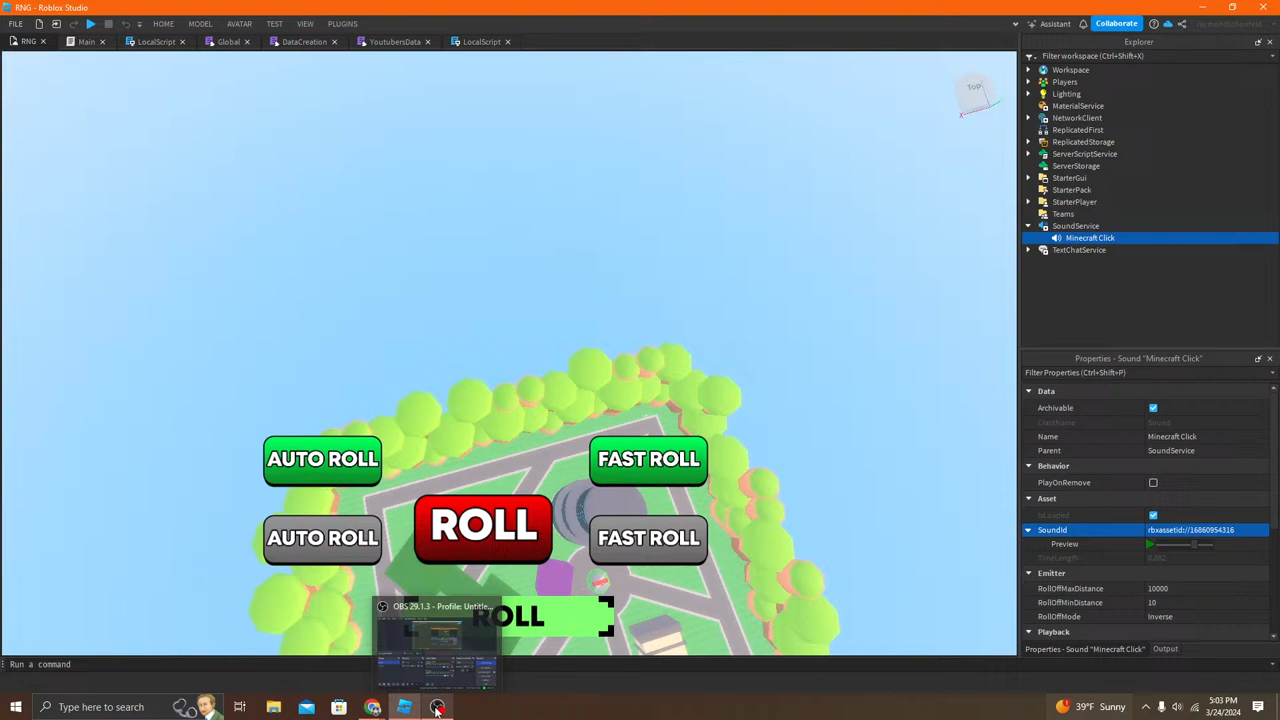 RNG - Roblox Studio
FILE HOME MODEL AVATAR TEST VIEW PLUGINS Assistant Collaborate
RNG Main LocalScript Global DataCreation YoutubersData LocalScript
Explorer
Filter workspace (Ctrl+Shift+X)
Workspace
Players
Lighting
MaterialService
NetworkClient
ReplicatedFirst
ReplicatedStorage
ServerScriptService
ServerStorage
StarterGui
StarterPack
StarterPlayer
Teams
SoundService
Minecraft Click
TextChatService
Top
X
AUTO ROLL
FAST ROLL
ROLL
AUTO ROLL
FAST ROLL
ROLL
OBS 29.1.3 - Profile: Untitle...
Properties - Sound "Minecraft Click"
Filter Properties (Ctrl+Shift+P)
Data
Archivable
ClassName Sound
Name Minecraft Click
Parent SoundService
Behavior
PlayOnRemove
Asset
IsLoaded
SoundId rbxassetid://16860954316
Preview
TimeLength
Emitter
RollOffMaxDistance 10000
RollOffMinDistance 10
RollOffMode Inverse
Playback
Properties - Sound "Minecraft Click" Output
Run a command
Type here to search
39°F Sunny
5:03 PM
3/24/2024